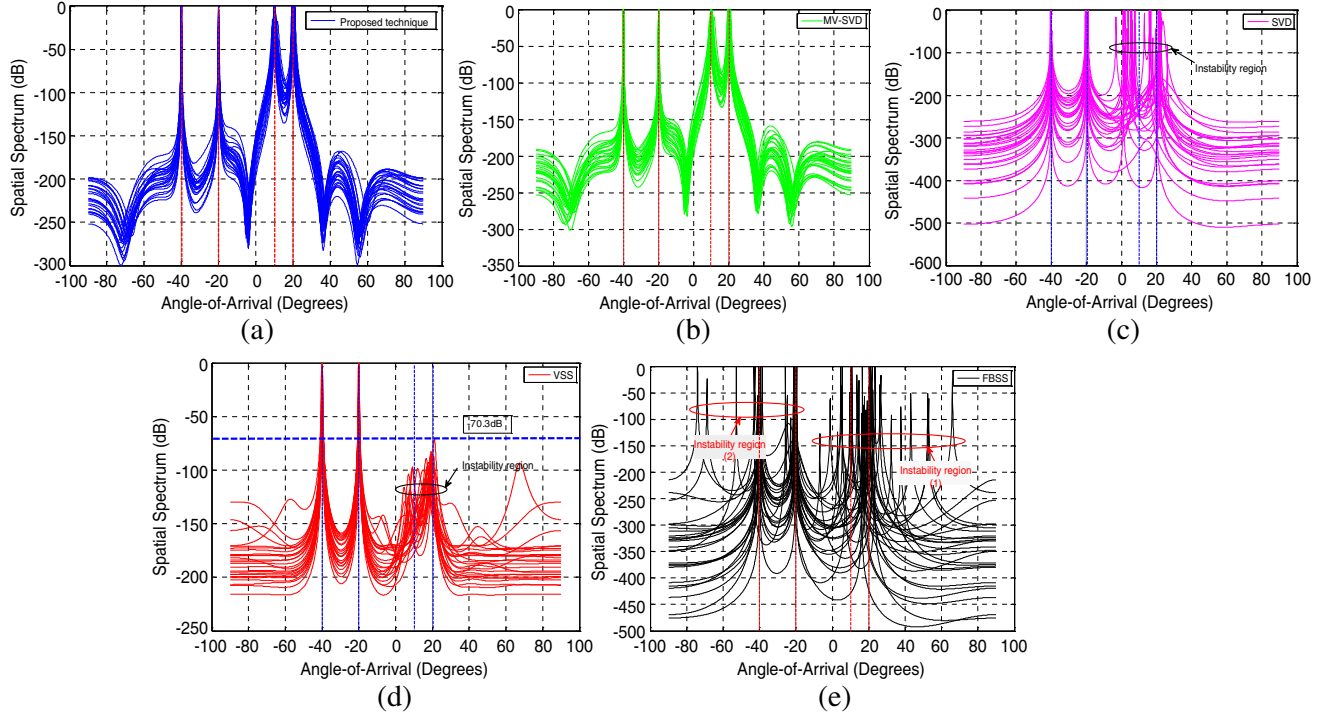 Proposed technique
0
-50
-100
-150
-200
-250
-300
Spatial Spectrum (dB)
-100 -80 -60 -40 -20 0 20 40 60 80 100
Angle-of-Arrival (Degrees)
(a)
MV-SVD
0
-50
-100
-150
-200
-250
-300
-350
Spatial Spectrum (dB)
-100 -80 -60 -40 -20 0 20 40 60 80 100
Angle-of-Arrival (Degrees)
(b)
SVD
Instability region
0
-100
-200
-300
-400
-500
-600
Spatial Spectrum (dB)
-100 -80 -60 -40 -20 0 20 40 60 80 100
Angle-of-Arrival (Degrees)
(c)
VSS
-70.3dB
Instability region
0
-50
-100
-150
-200
-250
Spatial Spectrum (dB)
-100 -80 -60 -40 -20 0 20 40 60 80 100
Angle-of-Arrival (Degrees)
(d)
FBSS
Instability region
(2)
Instability region
(1)
0
-50
-100
-150
-200
-250
-300
-350
-400
-450
-500
Spatial Spectrum (dB)
-100 -80 -60 -40 -20 0 20 40 60 80 100
Angle-of-Arrival (Degrees)
(e)